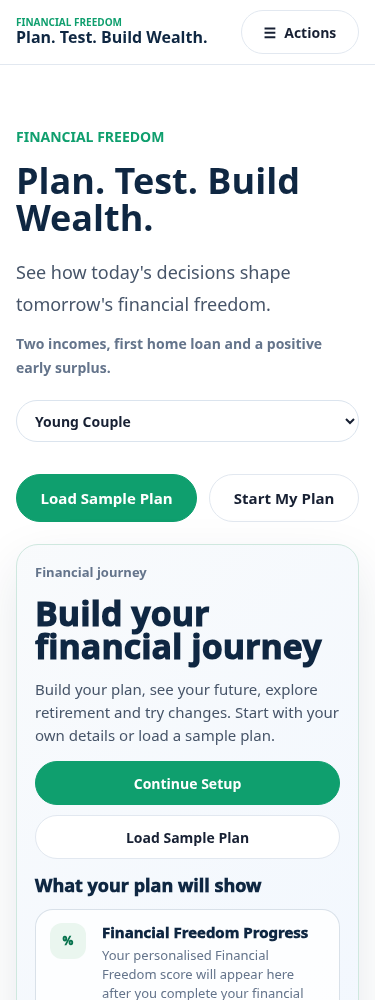 FINANCIAL FREEDOM
Plan. Test. Build Wealth.
☰ Actions
FINANCIAL FREEDOM
Plan. Test. Build
Wealth.
See how today's decisions shape
tomorrow's financial freedom.
Two incomes, first home loan and a positive
early surplus.
Young Couple
Load Sample Plan
Start My Plan
Financial journey
Build your
financial journey
Build your plan, see your future, explore
retirement and try changes. Start with your
own details or load a sample plan.
Continue Setup
Load Sample Plan
What your plan will show
%
Financial Freedom Progress
Your personalised Financial
Freedom score will appear here
after you complete your financial